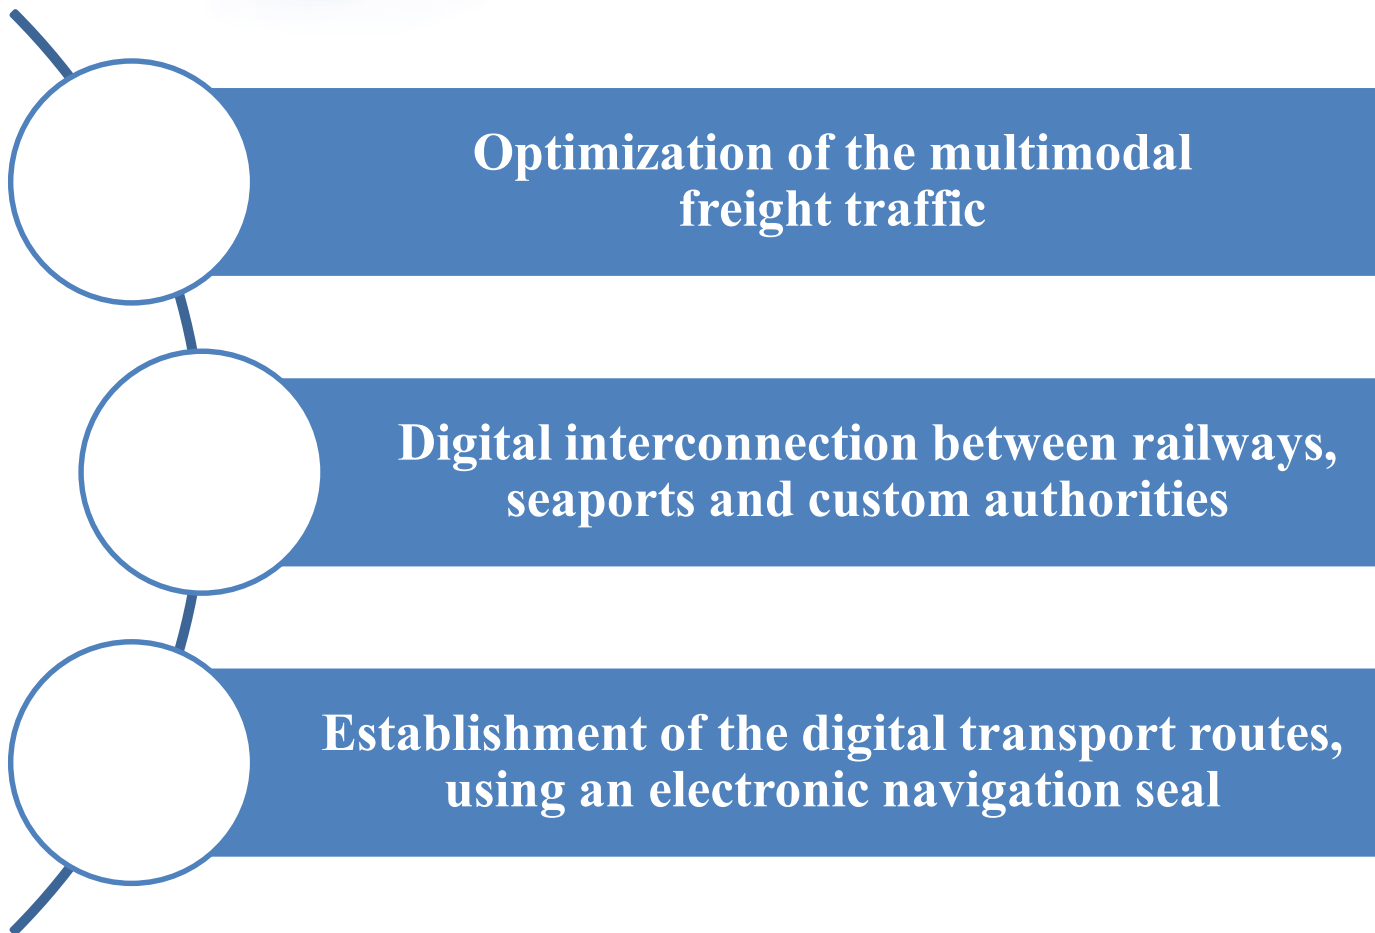 Optimization of the multimodal
freight traffic
Digital interconnection between railways,
seaports and custom authorities
Establishment of the digital transport routes,
using an electronic navigation seal